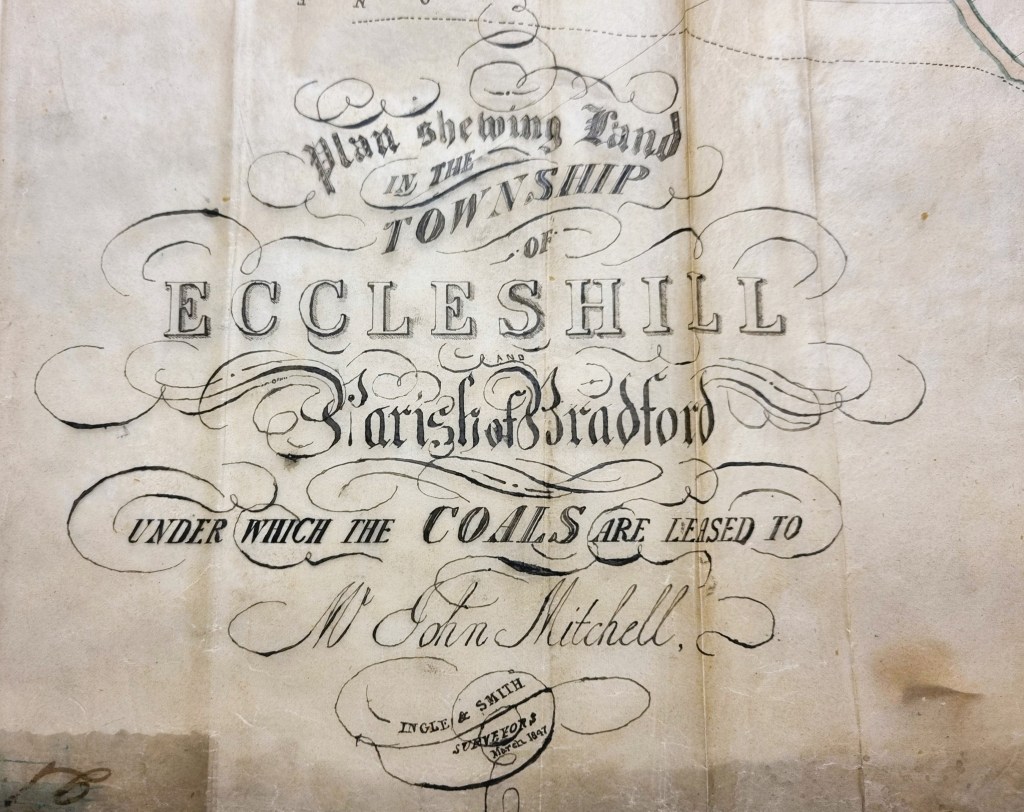 I N O
Plan shewing Land
IN THE
TOWNSHIP
OF
ECCLESHILL
AND
Parish of Bradford
UNDER WHICH THE COALS ARE LEASED TO
Mr John Mitchell,
INGLE & SMITH
SURVEYORS
March 1847